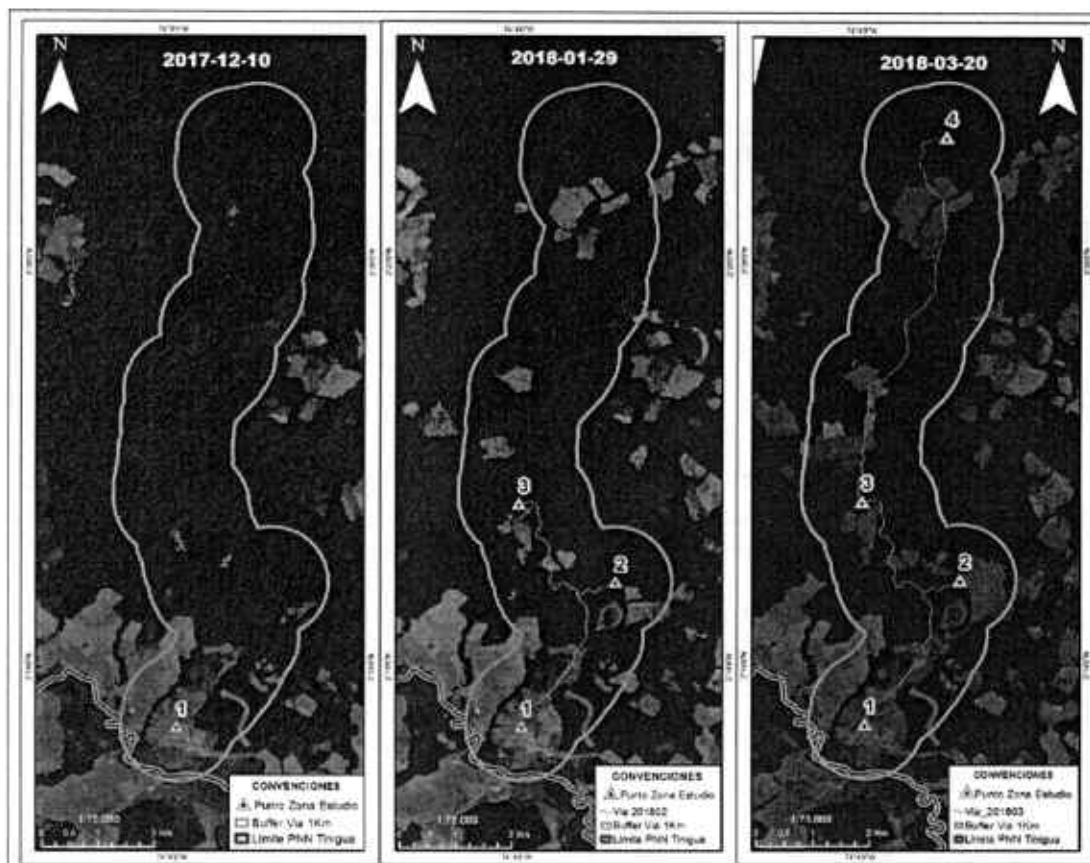 N
2017-12-10
1
CONVENCIONES
Punto Zona Estudio
Buffer Via 1Km
Limite PNN Tinigua
N
2018-01-29
3
2
1
CONVENCIONES
Punto Zona Estudio
Via 201802
Buffer Via 1Km
Limite PNN Tinigua
N
2018-03-20
4
3
2
1
CONVENCIONES
Punto Zona Estudio
Via_201803
Buffer Via 1Km
Limite PNN Tinigua